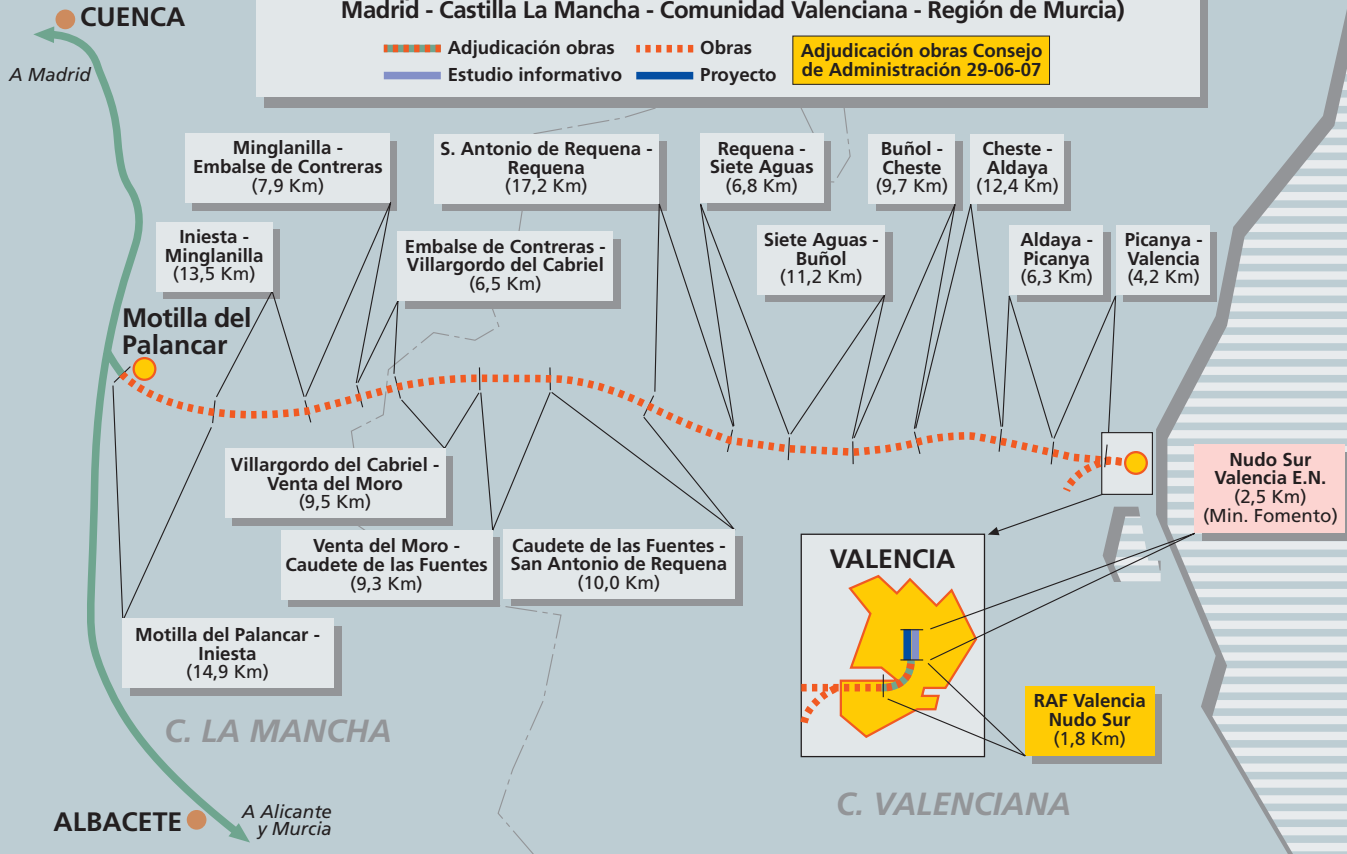 Madrid - Castilla La Mancha - Comunidad Valenciana - Región de Murcia)
Adjudicación obras
Obras
Estudio informativo
Proyecto
Adjudicación obras Consejo
de Administración 29-06-07
CUENCA
A Madrid
Minglanilla -
Embalse de Contreras
(7,9 Km)
S. Antonio de Requena -
Requena
(17,2 Km)
Requena -
Siete Aguas
(6,8 Km)
Buñol -
Cheste
(9,7 Km)
Cheste -
Aldaya
(12,4 Km)
Iniesta -
Minglanilla
(13,5 Km)
Embalse de Contreras -
Villargordo del Cabriel
(6,5 Km)
Siete Aguas -
Buñol
(11,2 Km)
Aldaya -
Picanya
(6,3 Km)
Picanya -
Valencia
(4,2 Km)
Motilla del
Palancar
Villargordo del Cabriel -
Venta del Moro
(9,5 Km)
Nudo Sur
Valencia E.N.
(2,5 Km)
(Min. Fomento)
Venta del Moro -
Caudete de las Fuentes
(9,3 Km)
Caudete de las Fuentes -
San Antonio de Requena
(10,0 Km)
VALENCIA
Motilla del Palancar -
Iniesta
(14,9 Km)
RAF Valencia
Nudo Sur
(1,8 Km)
C. LA MANCHA
C. VALENCIANA
ALBACETE
A Alicante
y Murcia